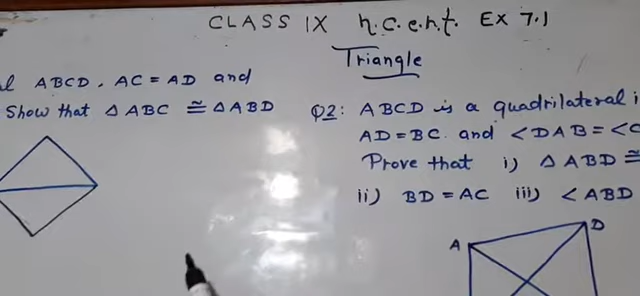 CLASS IX n.c.e.r.t. EX 7.1
Triangle
ABCD, AC = AD and
Show that △ ABC ≅ △ ABD
Q2: ABCD is a quadrilateral
AD = BC. and <DAB = <
Prove that i) △ ABD ≅
ii) BD = AC iii) < ABD
A
D